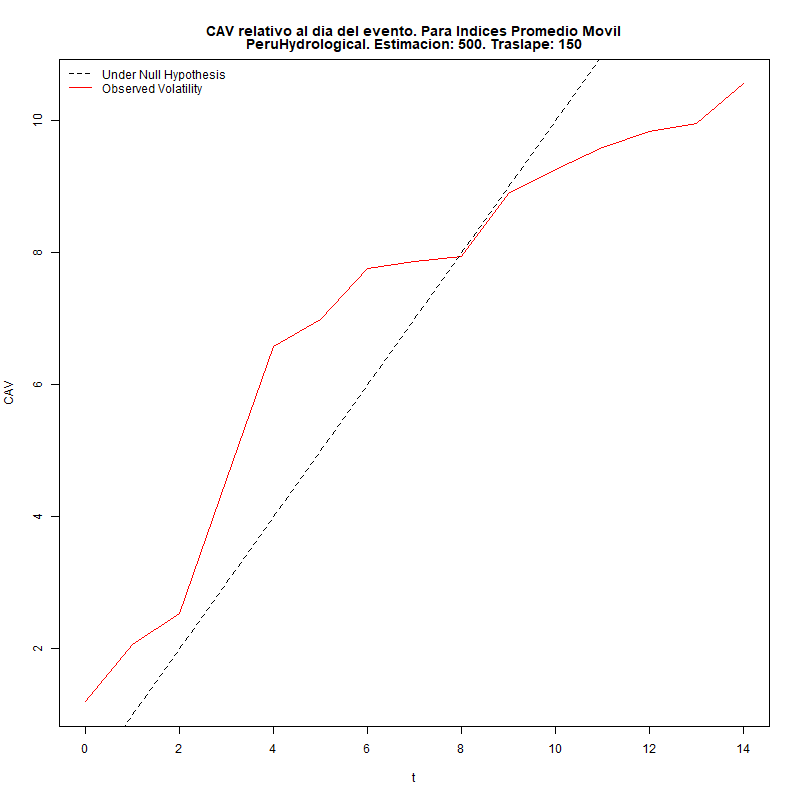 CAV relativo al dia del evento. Para Indices Promedio Movil
PeruHydrological. Estimacion: 500. Traslape: 150
Under Null Hypothesis
Observed Volatility
10
8
6
4
2
CAV
0 2 4 6 8 10 12 14
t